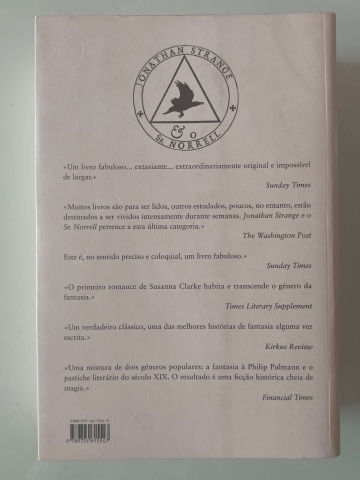 JONATHAN STRANGE
& O
Sr. NORRELL
«Um livro fabuloso... extasiante... extraordinariamente original e impossível
de largar.»
Sunday Times
«Muitos livros são para ser lidos, outros estudados, poucos, no entanto, estão
destinados a ser vividos intensamente durante semanas. Jonathan Strange e o
Sr. Norrell pertence a esta última categoria.»
The Washington Post
Este é, no sentido preciso e coloquial, um livro fabuloso.»
Sunday Times
«O primeiro romance de Susanna Clarke habita e transcende o género da
fantasia.»
Times Literary Supplement
«Um verdadeiro clássico, uma das melhores histórias de fantasia alguma vez
escrita.»
Kirkus Review
«Uma mistura de dois géneros populares: a fantasia à Philip Pulmann e o
pastiche literário do século XIX. O resultado é uma ficção histórica cheia de
magia.»
Financial Times